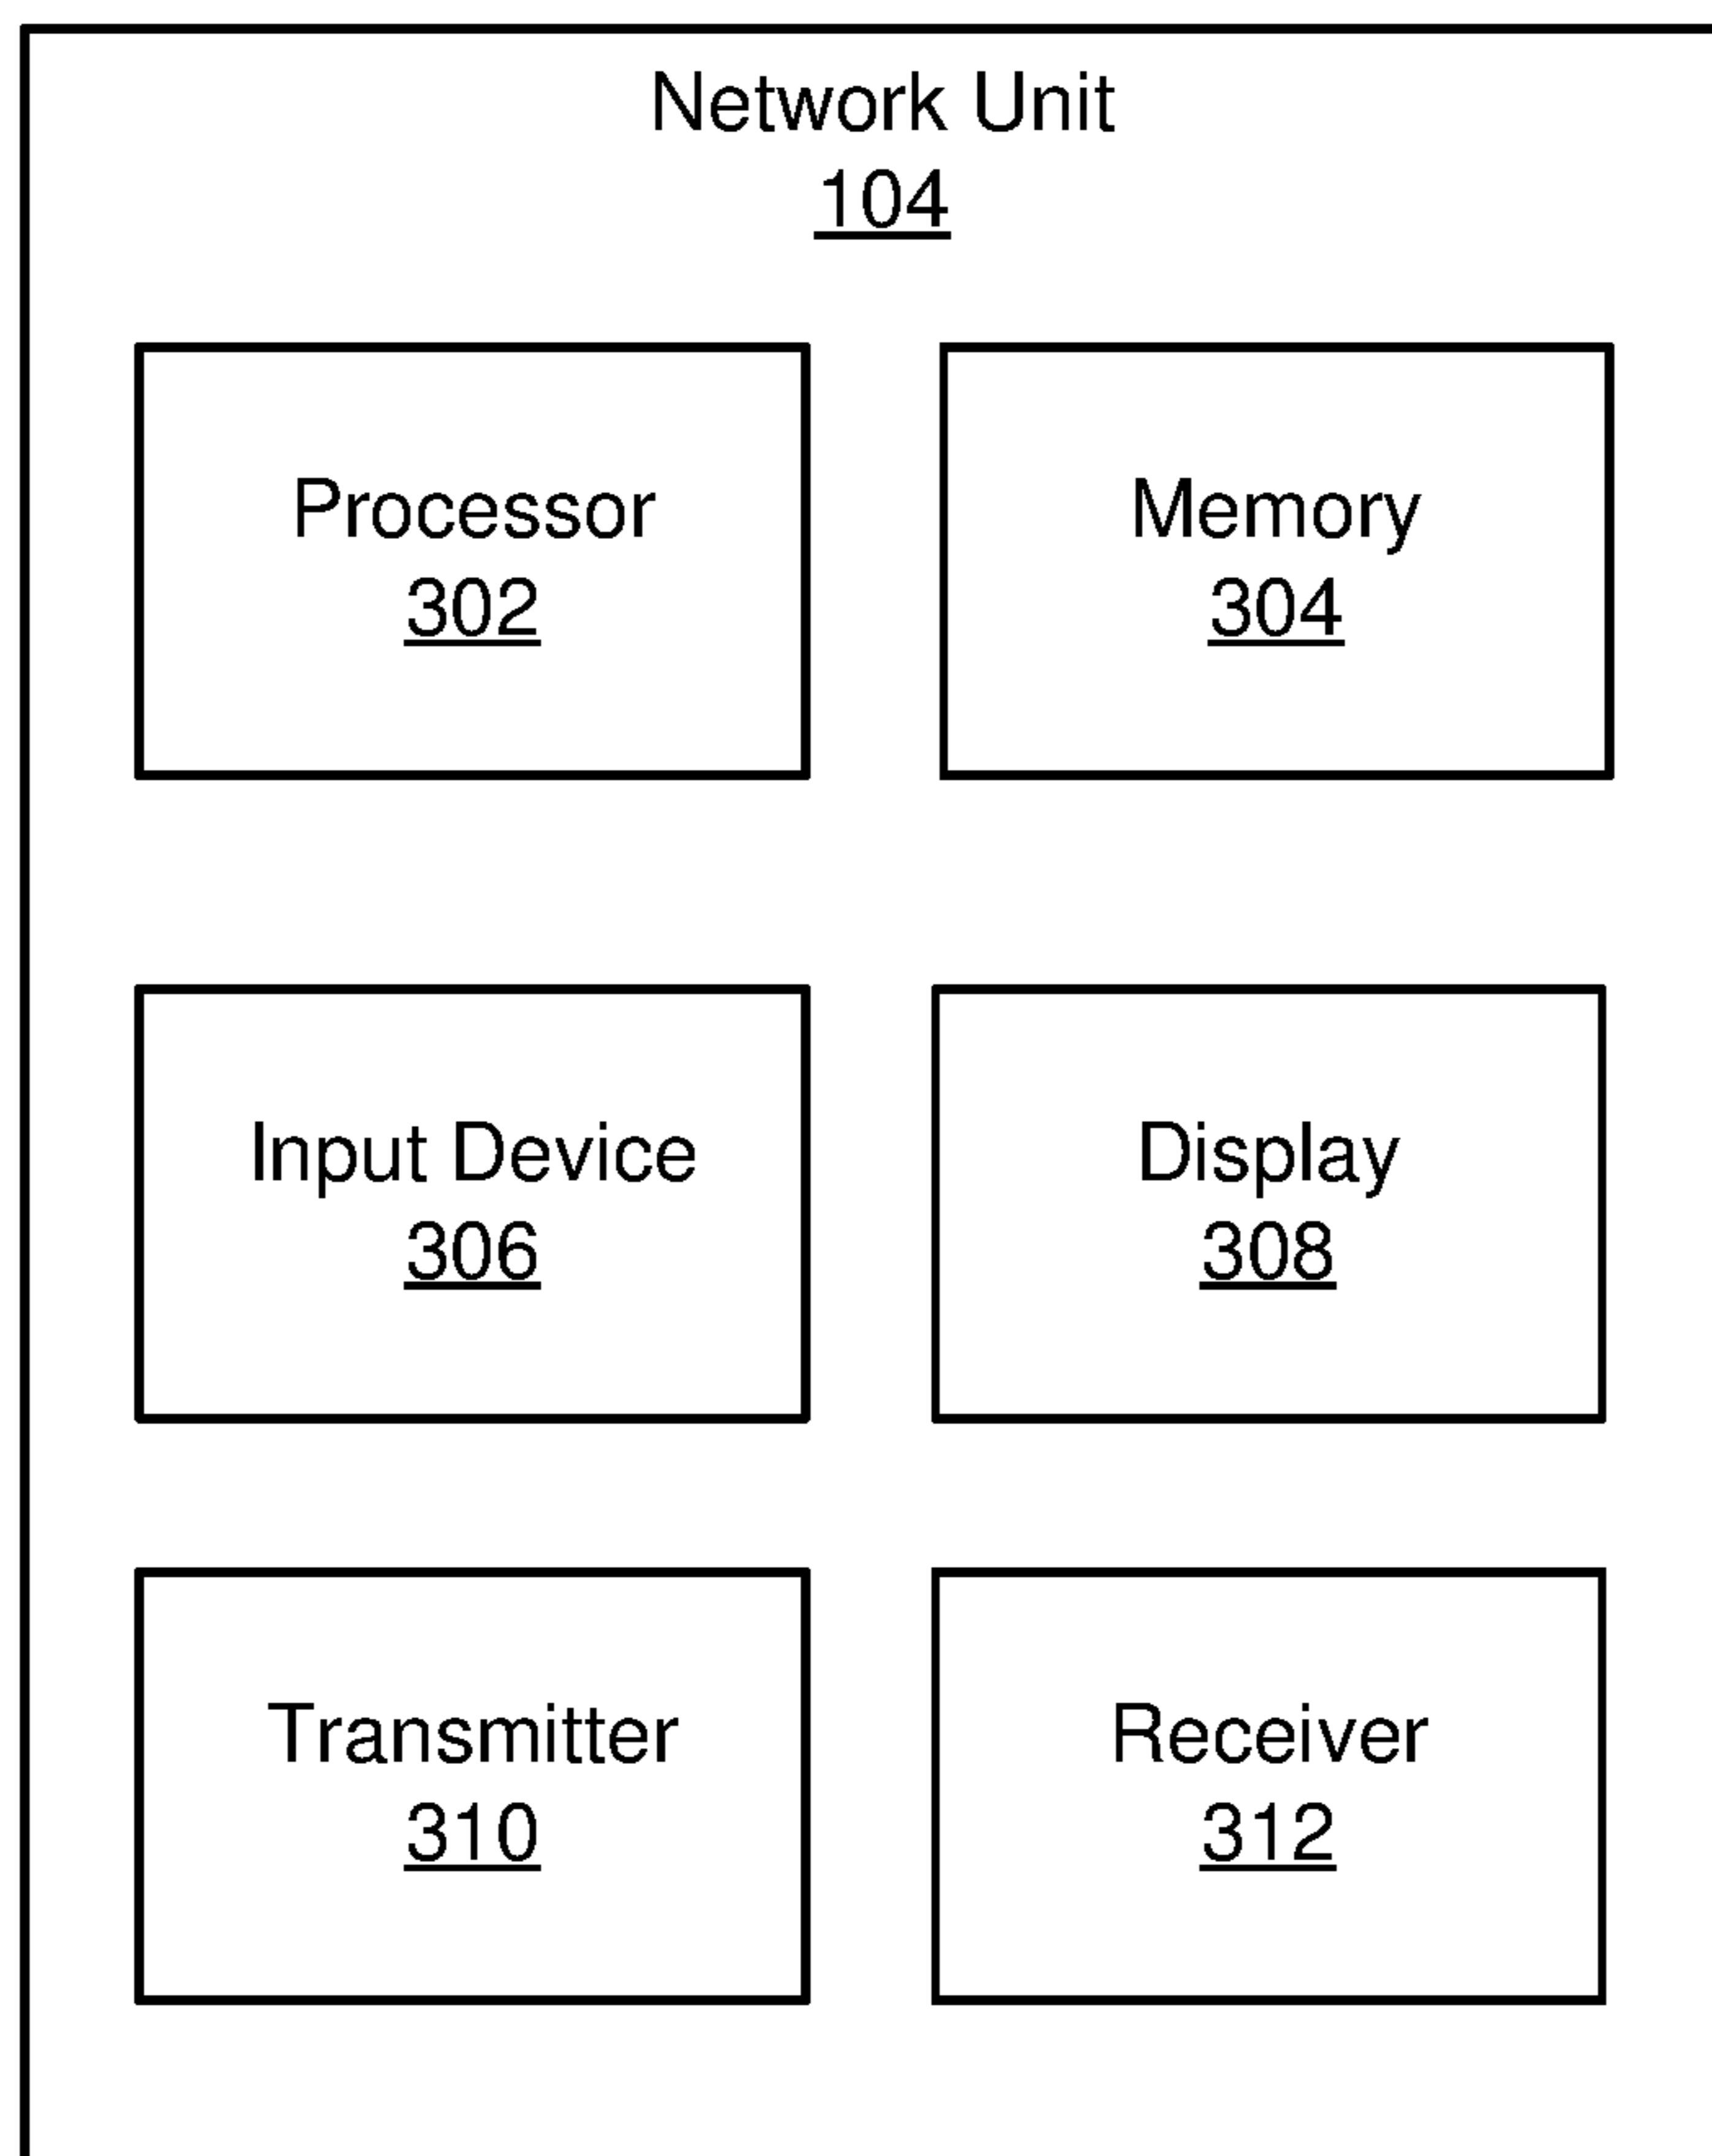 Network Unit
104
Processor
302
Memory
304
Input Device
306
Display
308
Transmitter
310
Receiver
312